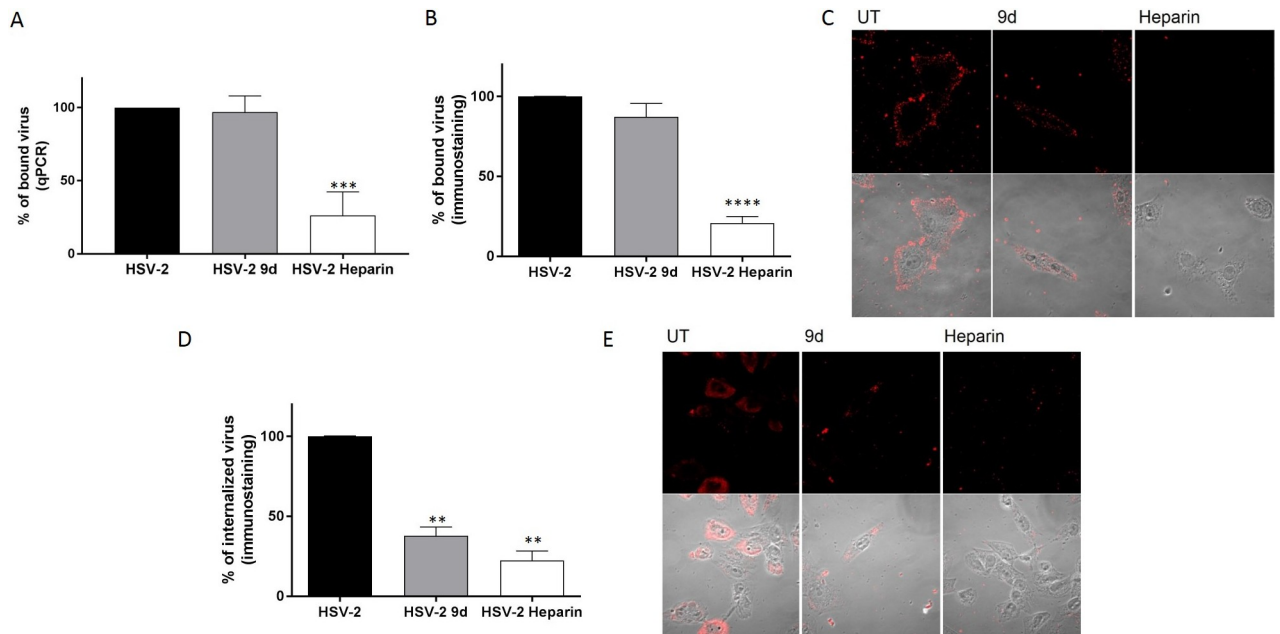 A
% of bound virus
(qPCR)
100
50
0
***
HSV-2
HSV-2 9d
HSV-2 Heparin
B
% of bound virus
(immunostaining)
100
50
0
****
HSV-2
HSV-2 9d
HSV-2 Heparin
C
UT
9d
Heparin
D
% of internalized virus
(immunostaining)
100
50
0
**
**
HSV-2
HSV-2 9d
HSV-2 Heparin
E
UT
9d
Heparin